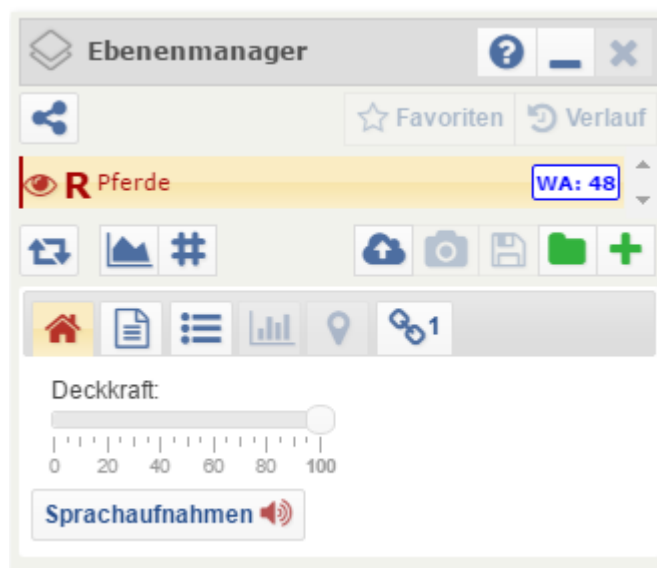 Ebenenmanager
Favoriten Verlauf
R Pferde WA: 48
1
Deckkraft:
0 20 40 60 80 100
Sprachaufnahmen